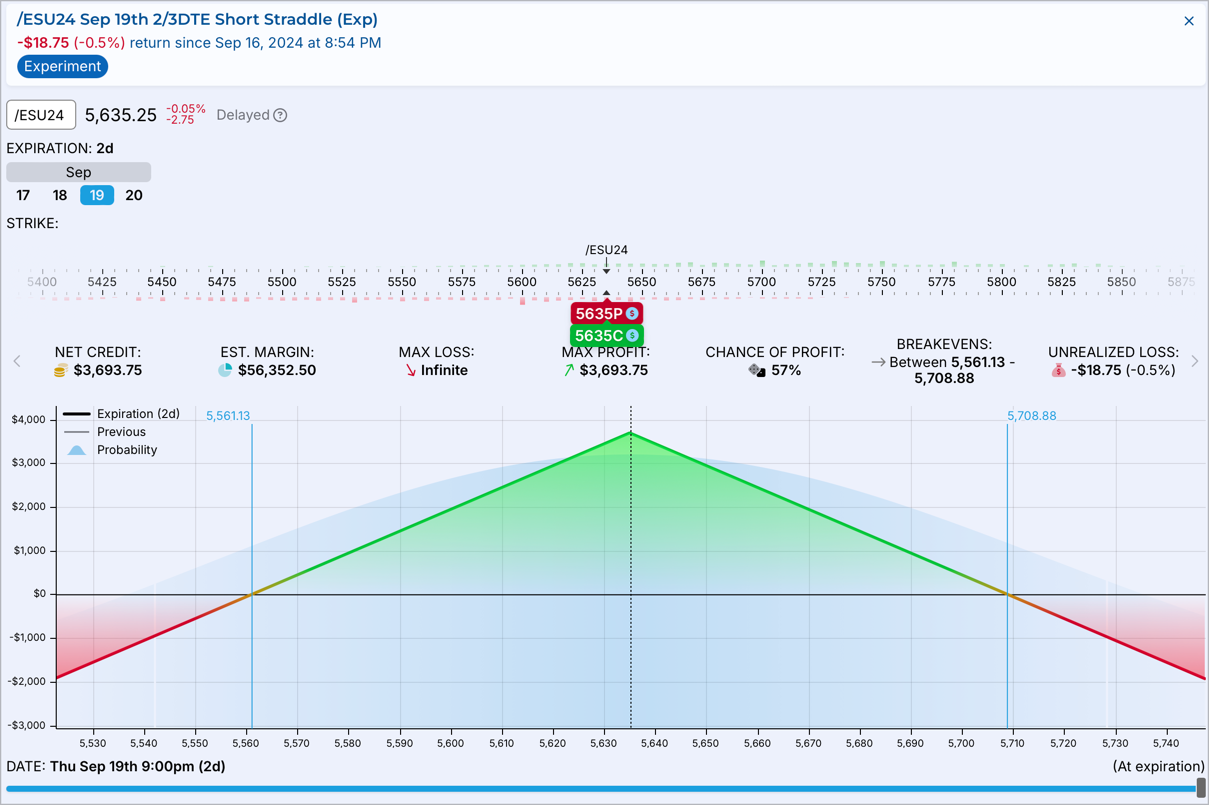 /ESU24 Sep 19th 2/3DTE Short Straddle (Exp)
-$18.75 (-0.5%) return since Sep 16, 2024 at 8:54 PM
Experiment
/ESU24 5,635.25 -0.05% -2.75 Delayed ?
EXPIRATION: 2d
Sep
17 18 19 20
STRIKE:
/ESU24
5400 5425 5450 5475 5500 5525 5550 5575 5600 5625 5650 5675 5700 5725 5750 5775 5800 5825 5850 5875
5635P $
5635C $
NET CREDIT:
$3,693.75
EST. MARGIN:
$56,352.50
MAX LOSS:
Infinite
MAX PROFIT:
$3,693.75
CHANCE OF PROFIT:
57%
BREAKEVENS:
Between 5,561.13 -
5,708.88
UNREALIZED LOSS:
-$18.75 (-0.5%)
Expiration (2d)
Previous
Probability
5,561.13
5,708.88
$4,000
$3,000
$2,000
$1,000
$0
-$1,000
-$2,000
-$3,000
5,530 5,540 5,550 5,560 5,570 5,580 5,590 5,600 5,610 5,620 5,630 5,640 5,650 5,660 5,670 5,680 5,690 5,700 5,710 5,720 5,730 5,740
DATE: Thu Sep 19th 9:00pm (2d)
(At expiration)